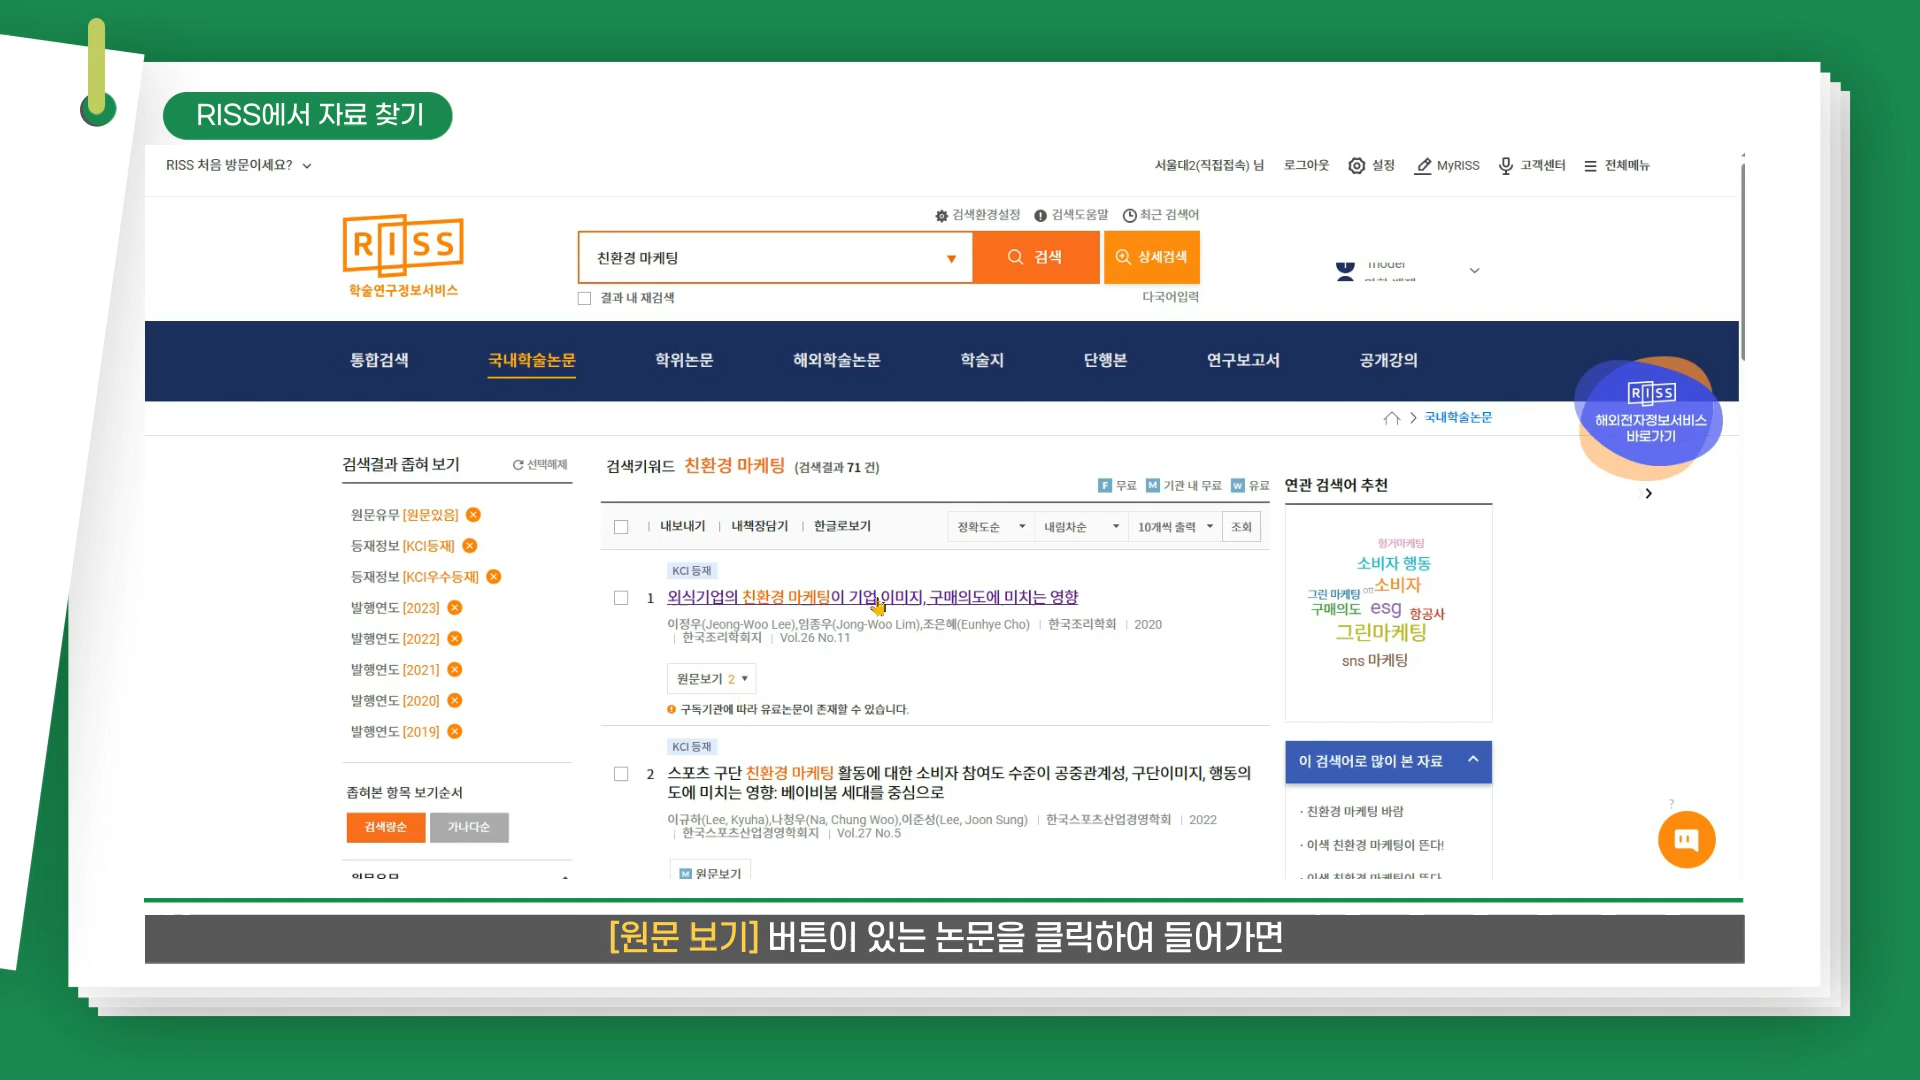 RISS에서 자료 찾기
RISS 처음 방문이세요?
서울대2(직접접속) 님 로그아웃 설정 MyRISS 고객센터 전체메뉴
검색환경설정 검색도움말 최근 검색어
RISS
학술연구정보서비스
친환경 마케팅 검색 상세검색
model
결과 내 재검색 다국어입력
통합검색 국내학술논문 학위논문 해외학술논문 학술지 단행본 연구보고서 공개강의
RISS
해외전자정보서비스
바로가기
국내학술논문
검색결과 좁혀 보기 선택해제
원문유무 [원문있음]
등재정보 [KCI등재]
등재정보 [KCI우수등재]
발행연도 [2023]
발행연도 [2022]
발행연도 [2021]
발행연도 [2020]
발행연도 [2019]
좁혀본 항목 보기순서
검색량순 가나다순
원문유무
검색키워드 친환경 마케팅 (검색결과 71 건)
F 무료 M 기관 내 무료 W 유료
내보내기 | 내책장담기 | 한글로보기 정확도순 내림차순 10개씩 출력 조회
KCI 등재
1 외식기업의 친환경 마케팅이 기업 이미지, 구매의도에 미치는 영향
이정우(Jeong-Woo Lee),임종우(Jong-Woo Lim),조은혜(Eunhye Cho) | 한국조리학회 | 2020
| 한국조리학회지 | Vol.26 No.11
원문보기 2
구독기관에 따라 유료논문이 존재할 수 있습니다.
KCI 등재
2 스포츠 구단 친환경 마케팅 활동에 대한 소비자 참여도 수준이 공중관계성, 구단이미지, 행동의
도에 미치는 영향: 베이비붐 세대를 중심으로
이규하(Lee, Kyuha),나청우(Na, Chung Woo),이준성(Lee, Joon Sung) | 한국스포츠산업경영학회 | 2022
| 한국스포츠산업경영학회지 | Vol.27 No.5
M 원문보기
연관 검색어 추천
헝거마케팅
소비자 행동
그린 마케팅 ott 소비자
구매의도 esg 항공사
그린마케팅
sns 마케팅
이 검색어로 많이 본 자료
· 친환경 마케팅 바람
· 이색 친환경 마케팅이 뜬다!
· 이색 친환경 마케팅이 뜬다
?
[원문 보기] 버튼이 있는 논문을 클릭하여 들어가면